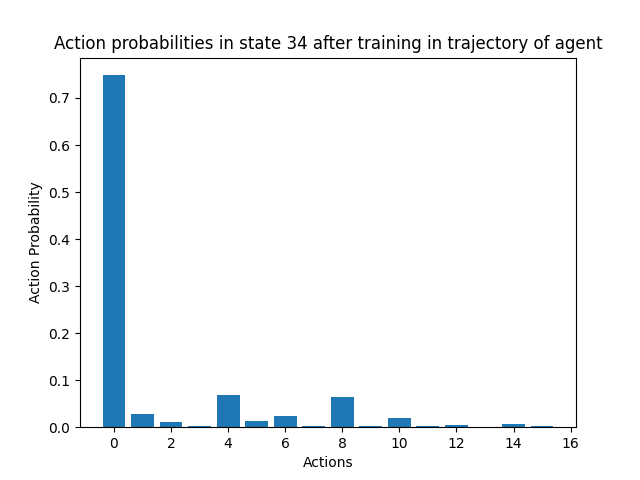 Action probabilities in state 34 after training in trajectory of agent
0.7
0.6
0.5
0.4
0.3
0.2
0.1
0.0
Action Probability
0 2 4 6 8 10 12 14 16
Actions